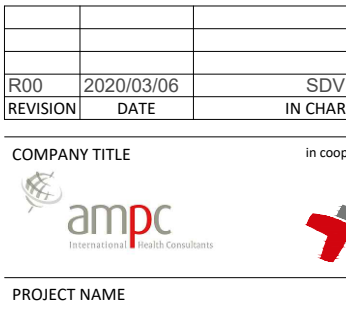 R00 2020/03/06 SDV
REVISION DATE IN CHAR
COMPANY TITLE in coop
ampc
International Health Consultants
PROJECT NAME